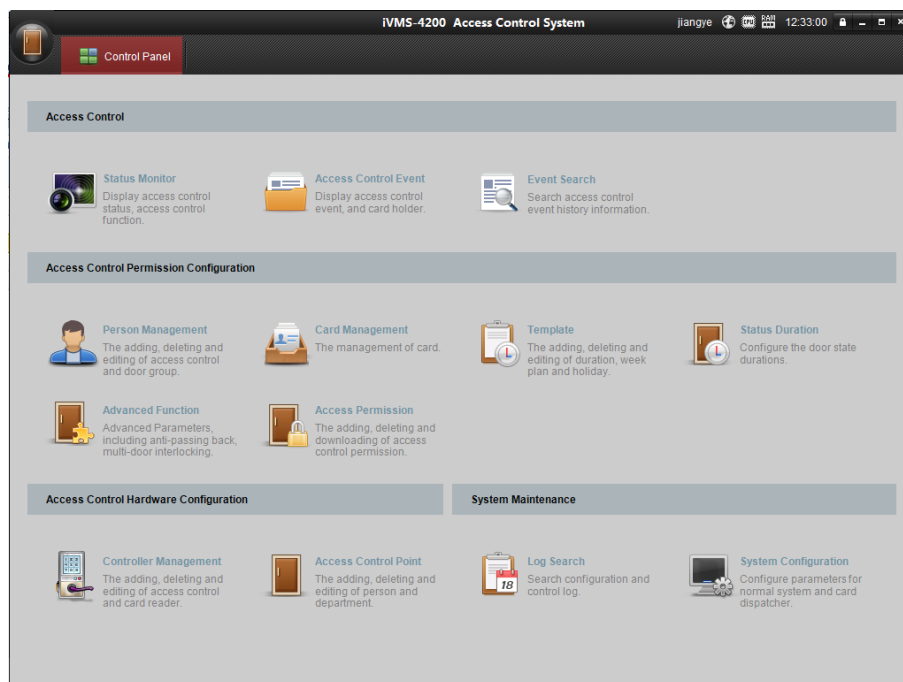 iVMS-4200 Access Control System
jiangye
CPU
RAM
12:33:00
Control Panel
Access Control
Status Monitor
Display access control
status, access control
function.
Access Control Event
Display access control
event, and card holder.
Event Search
Search access control
event history information.
Access Control Permission Configuration
Person Management
The adding, deleting and
editing of access control
and door group.
Card Management
The management of card.
Template
The adding, deleting and
editing of duration, week
plan and holiday.
Status Duration
Configure the door state
durations.
Advanced Function
Advanced Parameters,
including anti-passing back,
multi-door interlocking.
Access Permission
The adding, deleting and
downloading of access
control permission.
Access Control Hardware Configuration
System Maintenance
Controller Management
The adding, deleting and
editing of access control
and card reader.
Access Control Point
The adding, deleting and
editing of person and
department.
18
Log Search
Search configuration and
control log.
System Configuration
Configure parameters for
normal system and card
dispatcher.